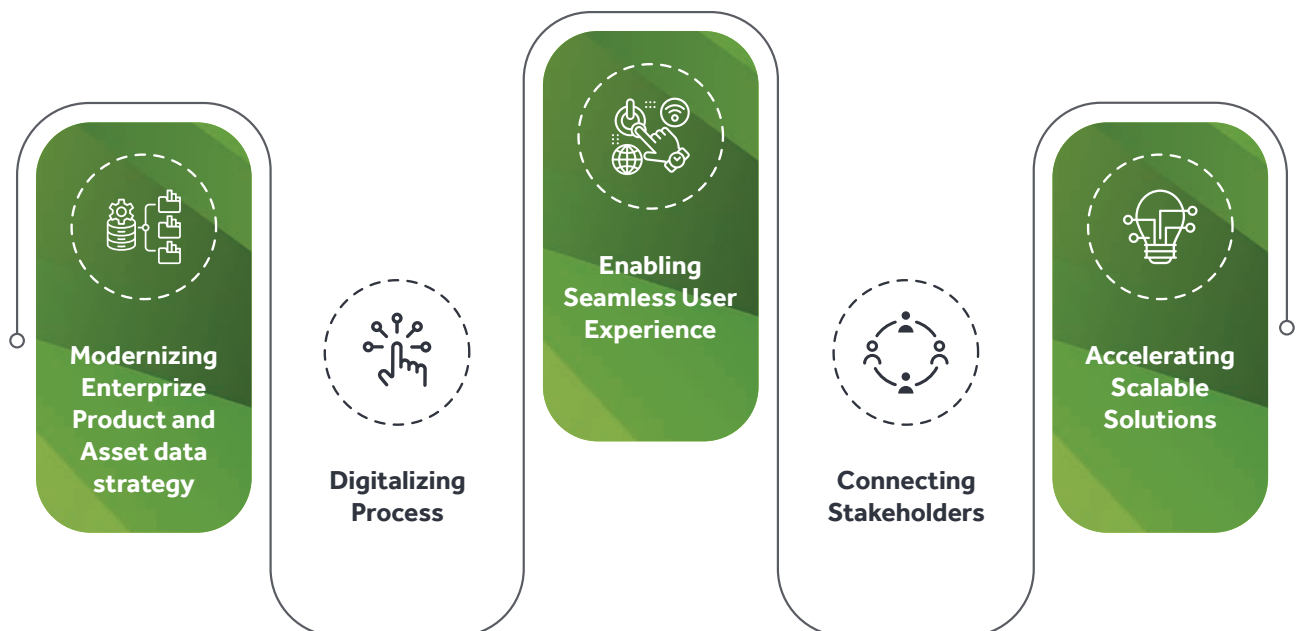 Modernizing
Enterprize
Product and
Asset data
strategy
Digitalizing
Process
Enabling
Seamless User
Experience
Connecting
Stakeholders
Accelerating
Scalable
Solutions